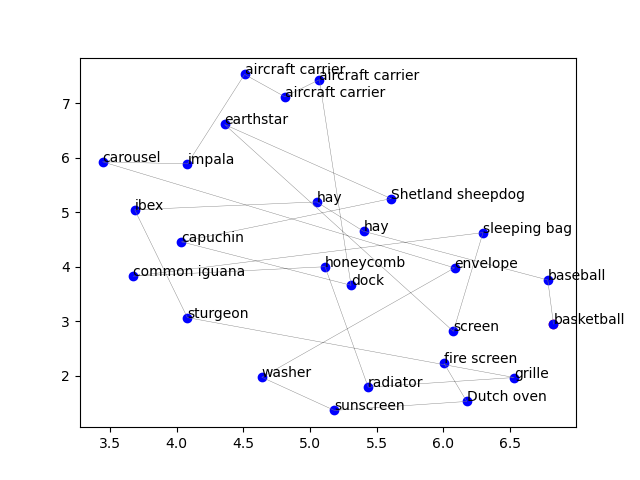 aircraft carrier
aircraft carrier
aircraft carrier
earthstar
carousel
impala
Shetland sheepdog
ibex
hay
hay
sleeping bag
capuchin
honeycomb
envelope
common iguana
dock
baseball
sturgeon
screen
basketball
fire screen
washer
radiator
grille
sunscreen
Dutch oven
7
6
5
4
3
2
3.5 4.0 4.5 5.0 5.5 6.0 6.5